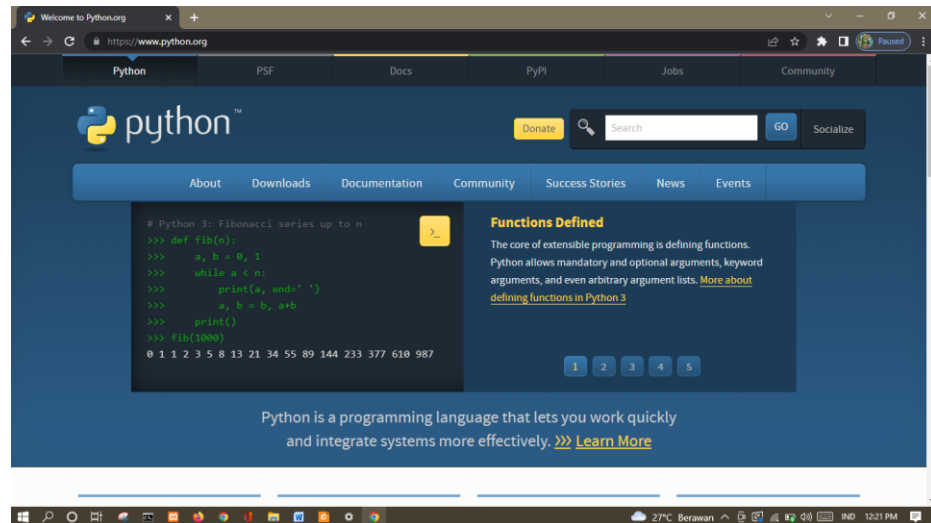 Welcome to Python.org
https://www.python.org
Paused
Python PSF Docs PyPI Jobs Community
python™
Donate Search GO Socialize
About Downloads Documentation Community Success Stories News Events
# Python 3: Fibonacci series up to n
>>> def fib(n):
>>> a, b = 0, 1
>>> while a < n:
>>> print(a, end=' ')
>>> a, b = b, a+b
>>> print()
>>> fib(1000)
0 1 1 2 3 5 8 13 21 34 55 89 144 233 377 610 987
>_
Functions Defined
The core of extensible programming is defining functions.
Python allows mandatory and optional arguments, keyword
arguments, and even arbitrary argument lists. More about
defining functions in Python 3
1 2 3 4 5
Python is a programming language that lets you work quickly
and integrate systems more effectively. >>> Learn More
27°C Berawan IND 12:21 PM